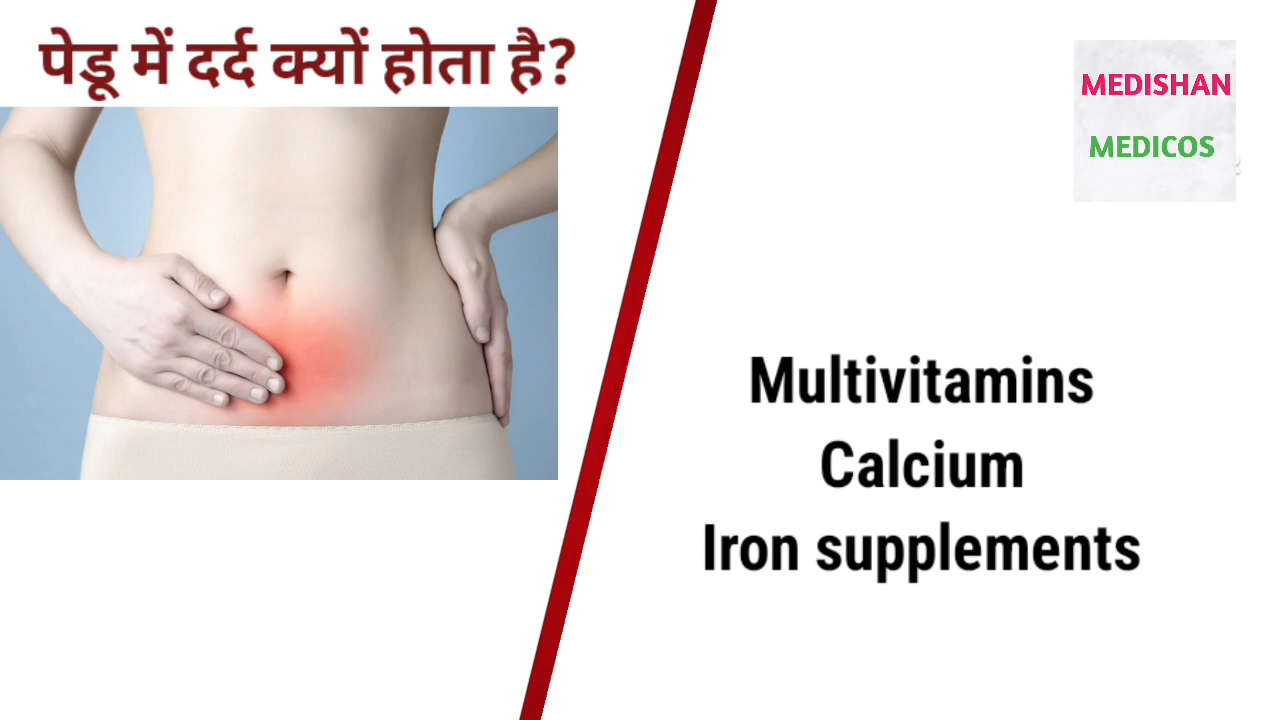 पेडू में दर्द क्यों होता है?
MEDISHAN
MEDICOS
Multivitamins
Calcium
Iron supplements